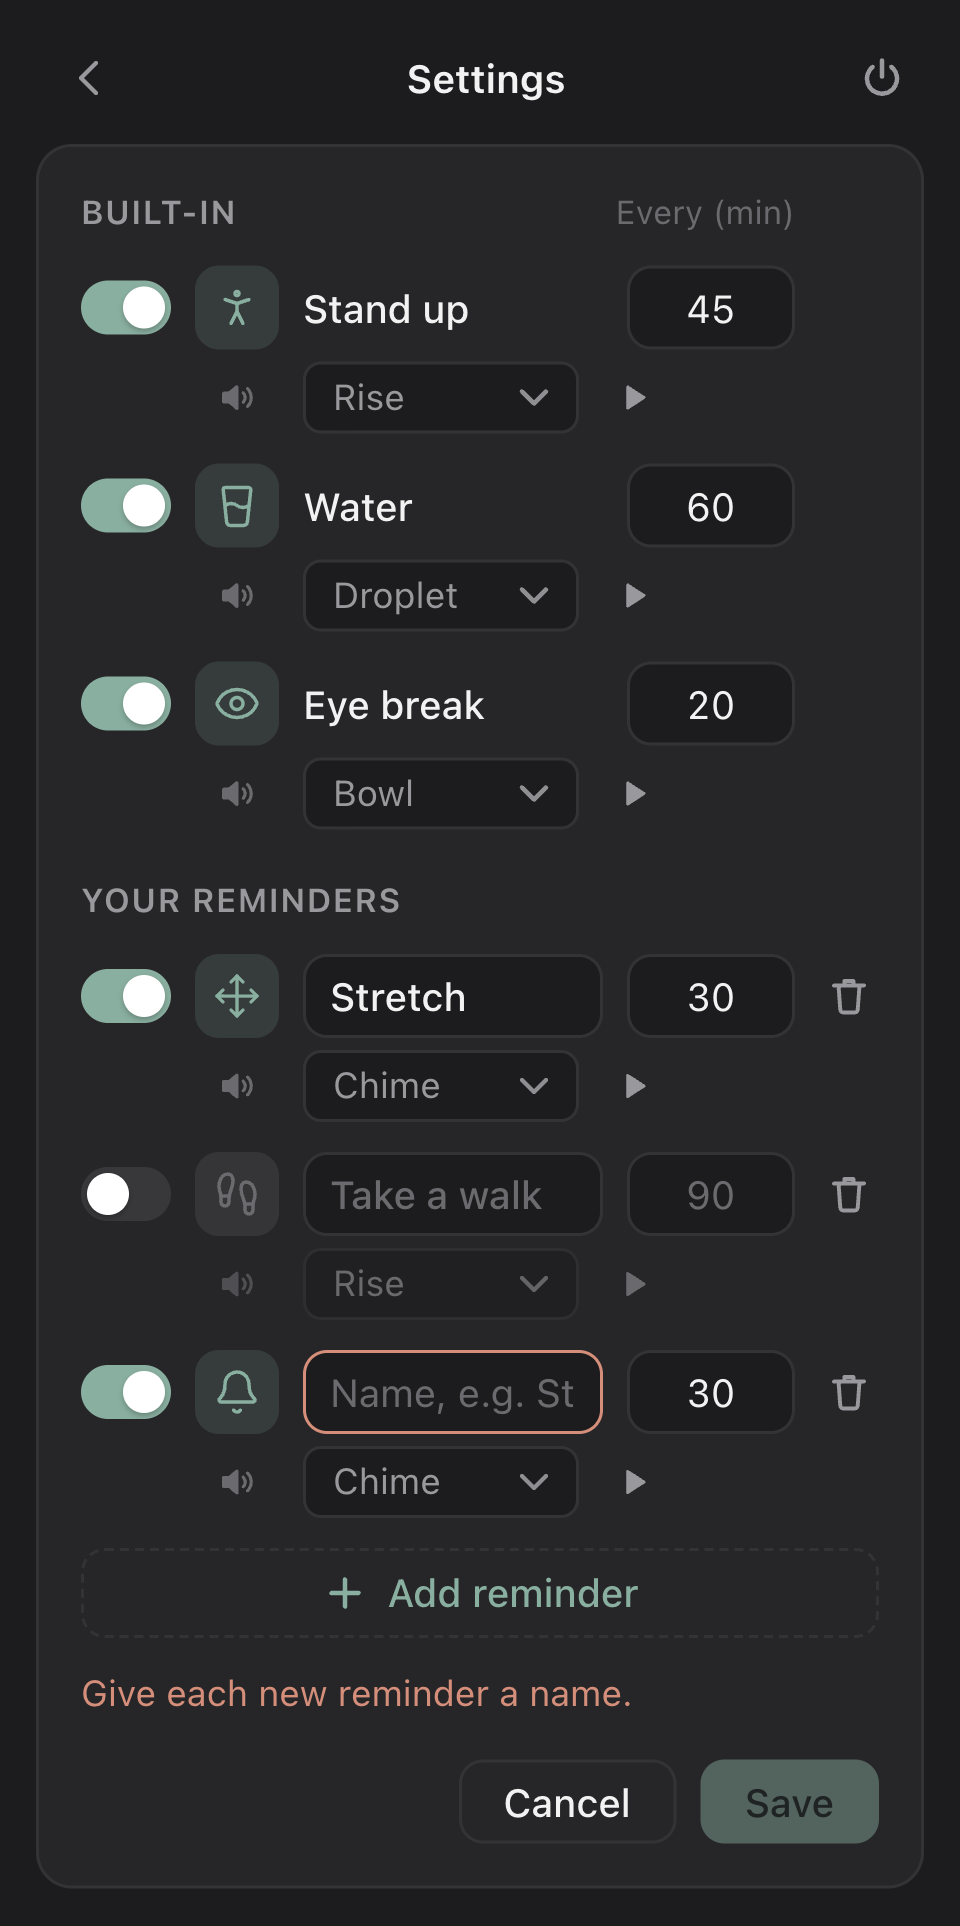 Settings
BUILT-IN Every (min)
Stand up 45
Rise
Water 60
Droplet
Eye break 20
Bowl
YOUR REMINDERS
Stretch 30
Chime
Take a walk 90
Rise
Name, e.g. St 30
Chime
+ Add reminder
Give each new reminder a name.
Cancel Save